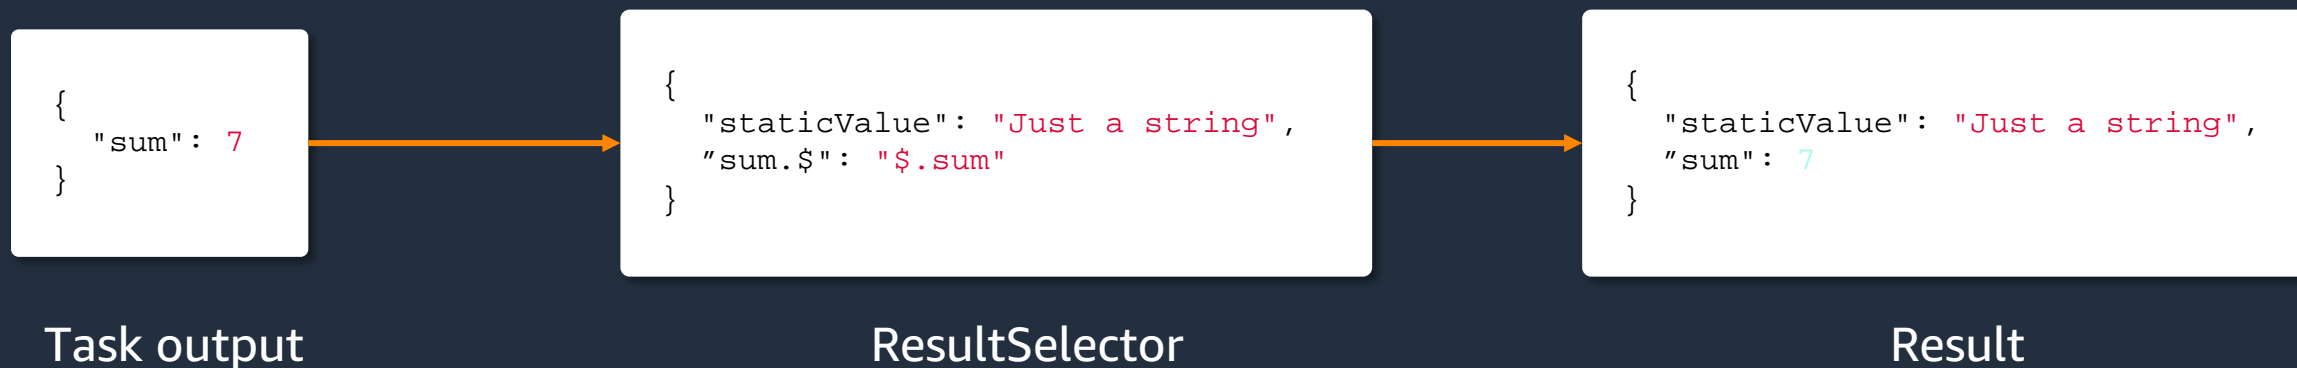 {
  "sum": 7
}
Task output
{
  "staticValue": "Just a string",
  ”sum.$": "$.sum"
}
ResultSelector
{
  "staticValue": "Just a string",
  ”sum": 7
}
Result